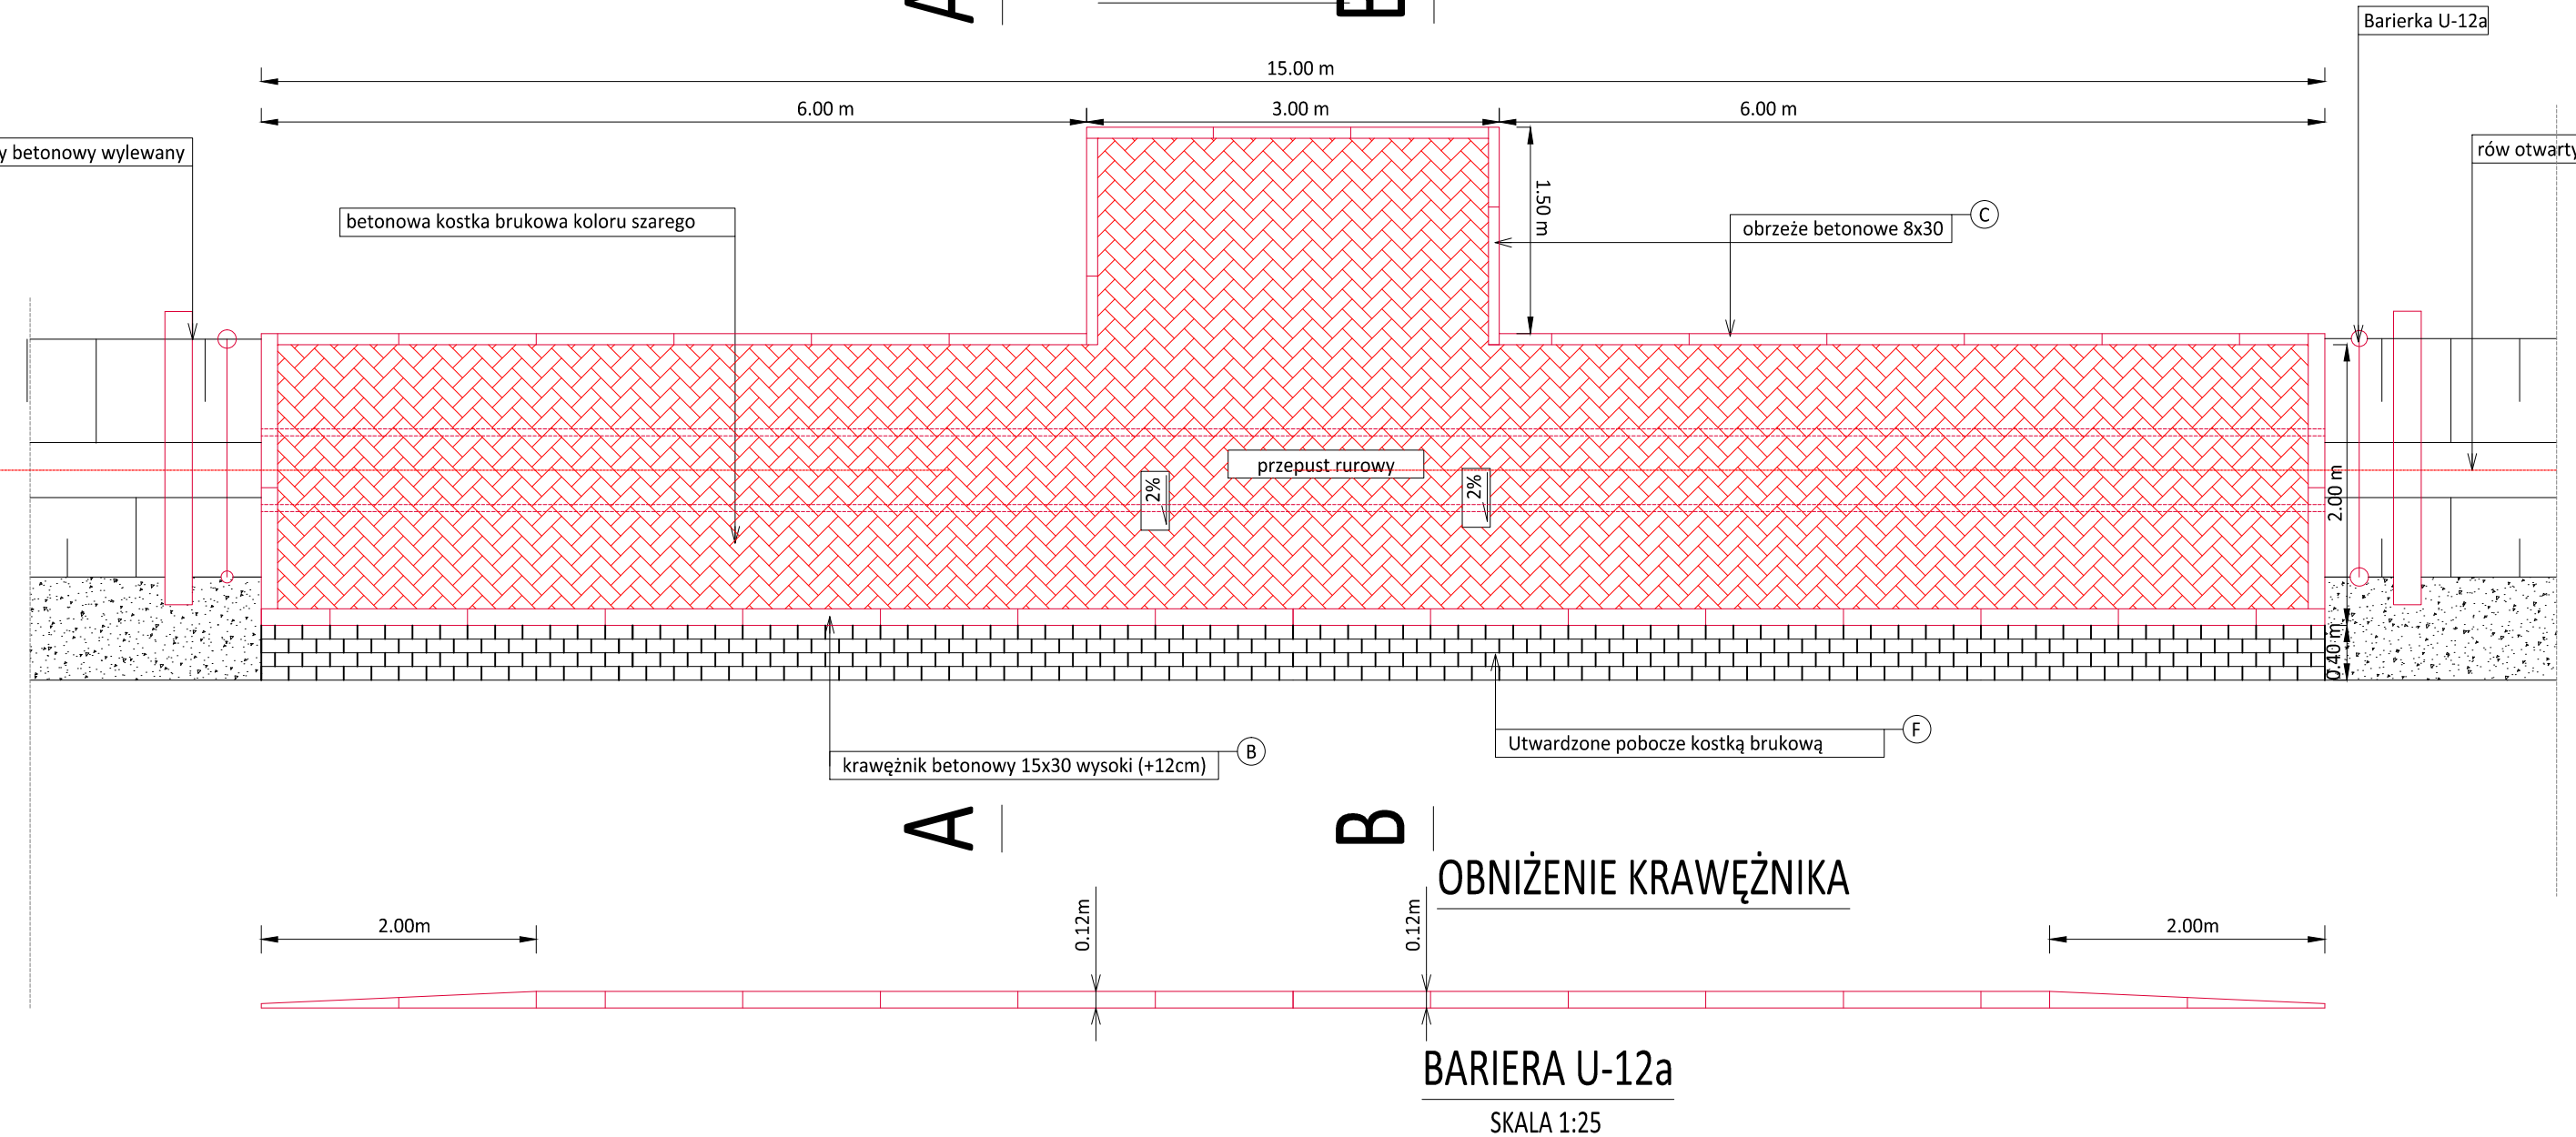 A
B
Barierka U-12a
15.00 m
6.00 m
3.00 m
6.00 m
y betonowy wylewany
rów otwarty
betonowa kostka brukowa koloru szarego
1.50 m
obrzeże betonowe 8x30
C
przepust rurowy
2%
2%
2.00 m
0.40 m
Utwardzone pobocze kostką brukową
F
krawężnik betonowy 15x30 wysoki (+12cm)
B
A
B
OBNIŻENIE KRAWĘŻNIKA
2.00m
0.12m
0.12m
2.00m
BARIERA U-12a
SKALA 1:25